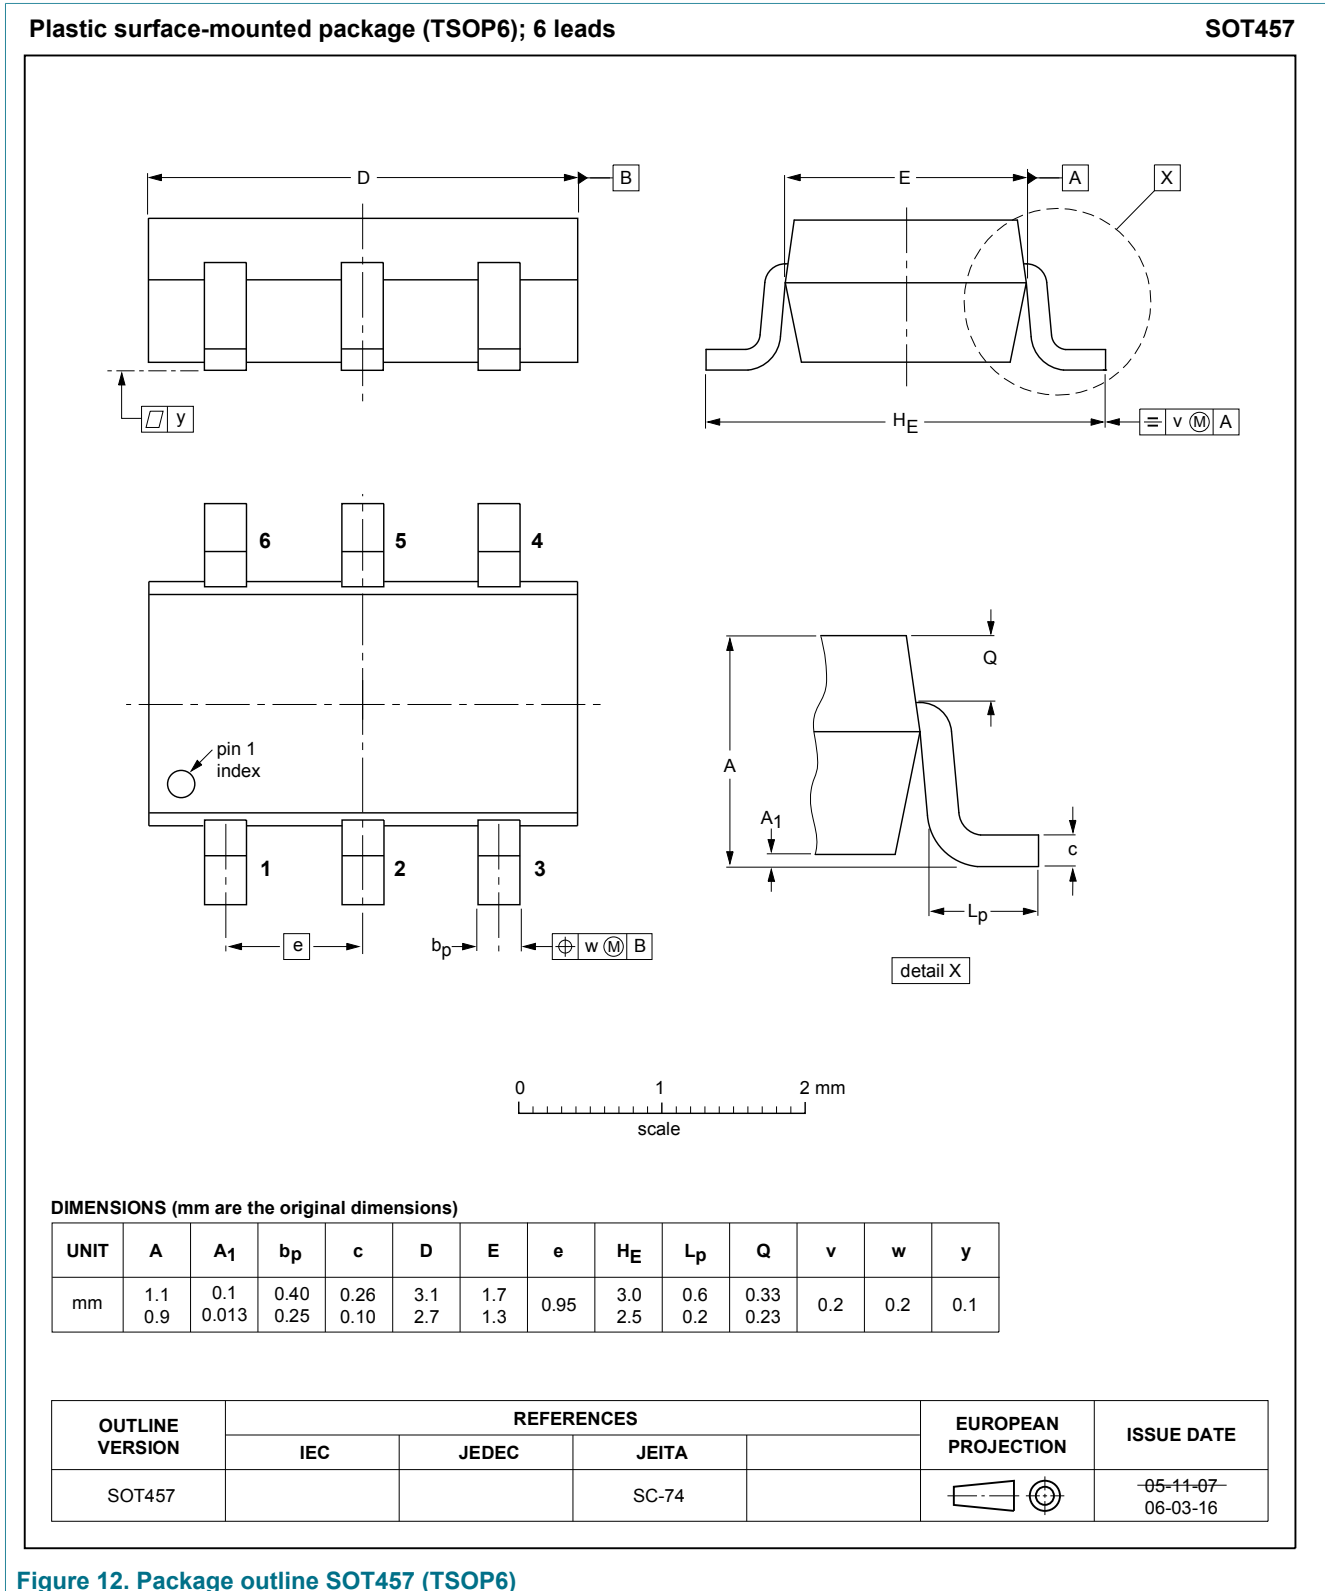 Plastic surface-mounted package (TSOP6); 6 leads SOT457
D B E A X
y
HE v M A
6 5 4
pin 1
index
1 2 3
e bp w M B
Q
A
A1
c
Lp
detail X
0 1 2 mm
scale
DIMENSIONS (mm are the original dimensions)
UNIT A A1 bp c D E e HE Lp Q v w y
mm 1.1 0.1 0.40 0.26 3.1 1.7 0.95 3.0 0.6 0.33 0.2 0.2 0.1
0.9 0.013 0.25 0.10 2.7 1.3 2.5 0.2 0.23
OUTLINE VERSION REFERENCES EUROPEAN PROJECTION ISSUE DATE
IEC JEDEC JEITA
SOT457 SC-74 05-11-07
06-03-16
Figure 12. Package outline SOT457 (TSOP6)